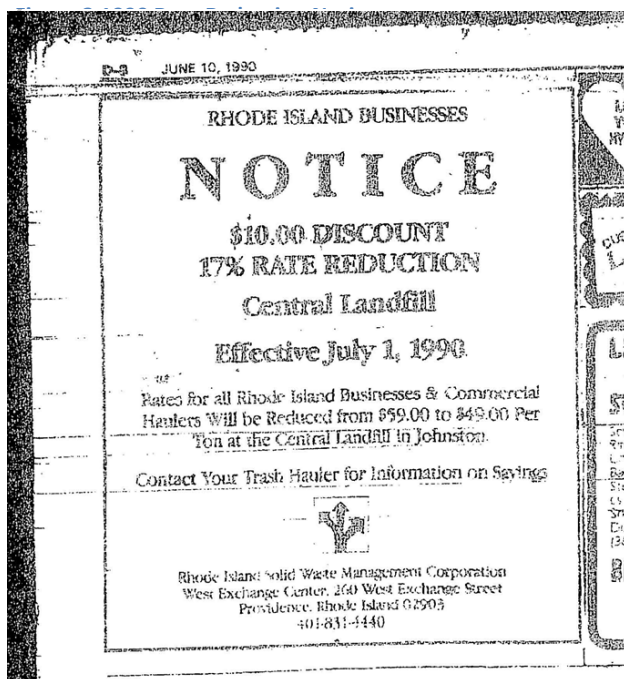 D-3 JUNE 10, 1990
RHODE ISLAND BUSINESSES
NOTICE
$10.00 DISCOUNT
17% RATE REDUCTION
Central Landfill
Effective July 1, 1990
Rates for all Rhode Island Businesses & Commercial
Haulers Will be Reduced from $59.00 to $49.00 Per
Ton at the Central Landfill in Johnston.
Contact Your Trash Hauler for Information on Savings
Rhode Island Solid Waste Management Corporation
West Exchange Center, 260 West Exchange Street
Providence, Rhode Island 02903
401-831-4440